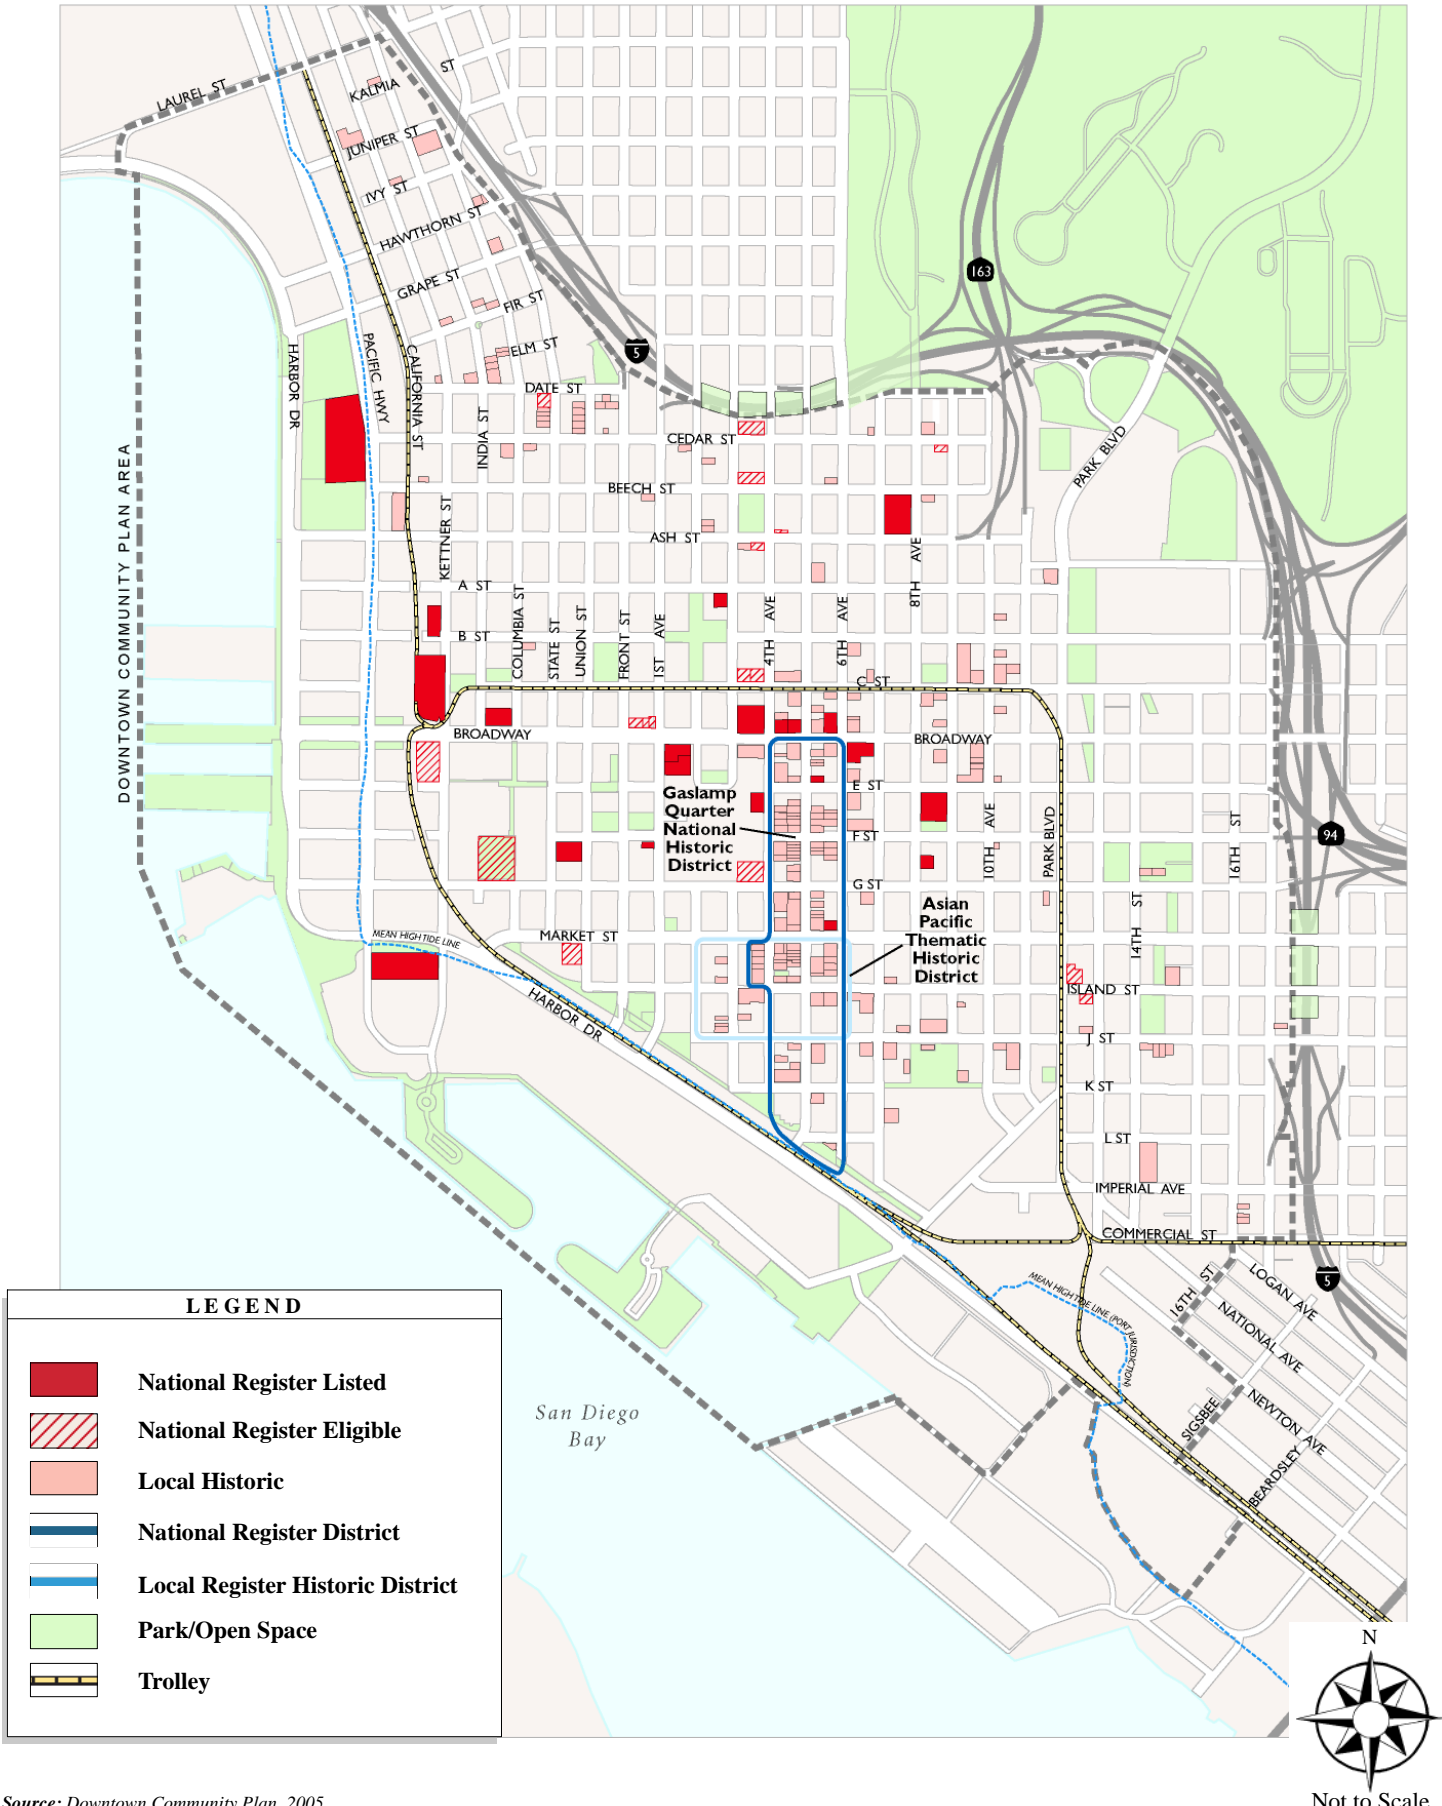 LAUREL ST
KALMIA
ST
JUNIPER ST
IVY ST
HAWTHORN ST
GRAPE ST
FIR ST
ELM ST
DATE ST
163
5
HARBOR DR
PACIFIC HWY
CALIFORNIA ST
INDIA ST
CEDAR ST
PARK BLVD
BEECH ST
KETTNER ST
ASH ST
8TH AVE
A ST
B ST
COLUMBIA ST
STATE ST
UNION ST
FRONT ST
1ST AVE
4TH AVE
6TH AVE
C ST
DOWNTOWN COMMUNITY PLAN AREA
BROADWAY
BROADWAY
E ST
Gaslamp
Quarter
National
Historic
District
F ST
10TH AVE
PARK BLVD
16TH ST
94
G ST
Asian
Pacific
Thematic
Historic
District
14TH ST
MARKET ST
MEAN HIGH TIDE LINE
HARBOR DR
ISLAND ST
J ST
K ST
L ST
IMPERIAL AVE
COMMERCIAL ST
MEAN HIGH TIDE LINE (PORT JURISDICTION)
16TH ST
LOGAN AVE
5
NATIONAL AVE
NEWTON AVE
SIGSBEE
BEARDSLEY
San Diego
Bay
LEGEND
National Register Listed
National Register Eligible
Local Historic
National Register District
Local Register Historic District
Park/Open Space
Trolley
N
Not to Scale
Source: Downtown Community Plan, 2005